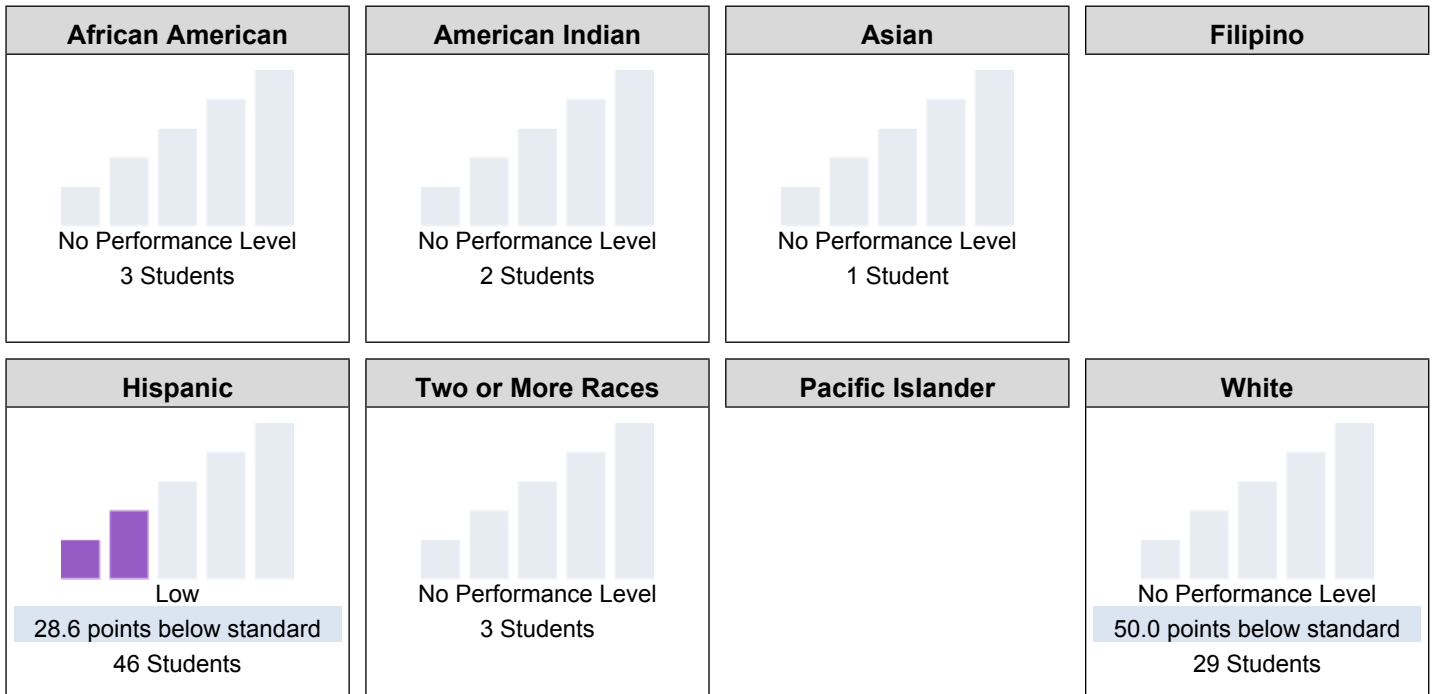 African American
No Performance Level
3 Students
American Indian
No Performance Level
2 Students
Asian
No Performance Level
1 Student
Filipino
Hispanic
Low
28.6 points below standard
46 Students
Two or More Races
No Performance Level
3 Students
Pacific Islander
White
No Performance Level
50.0 points below standard
29 Students